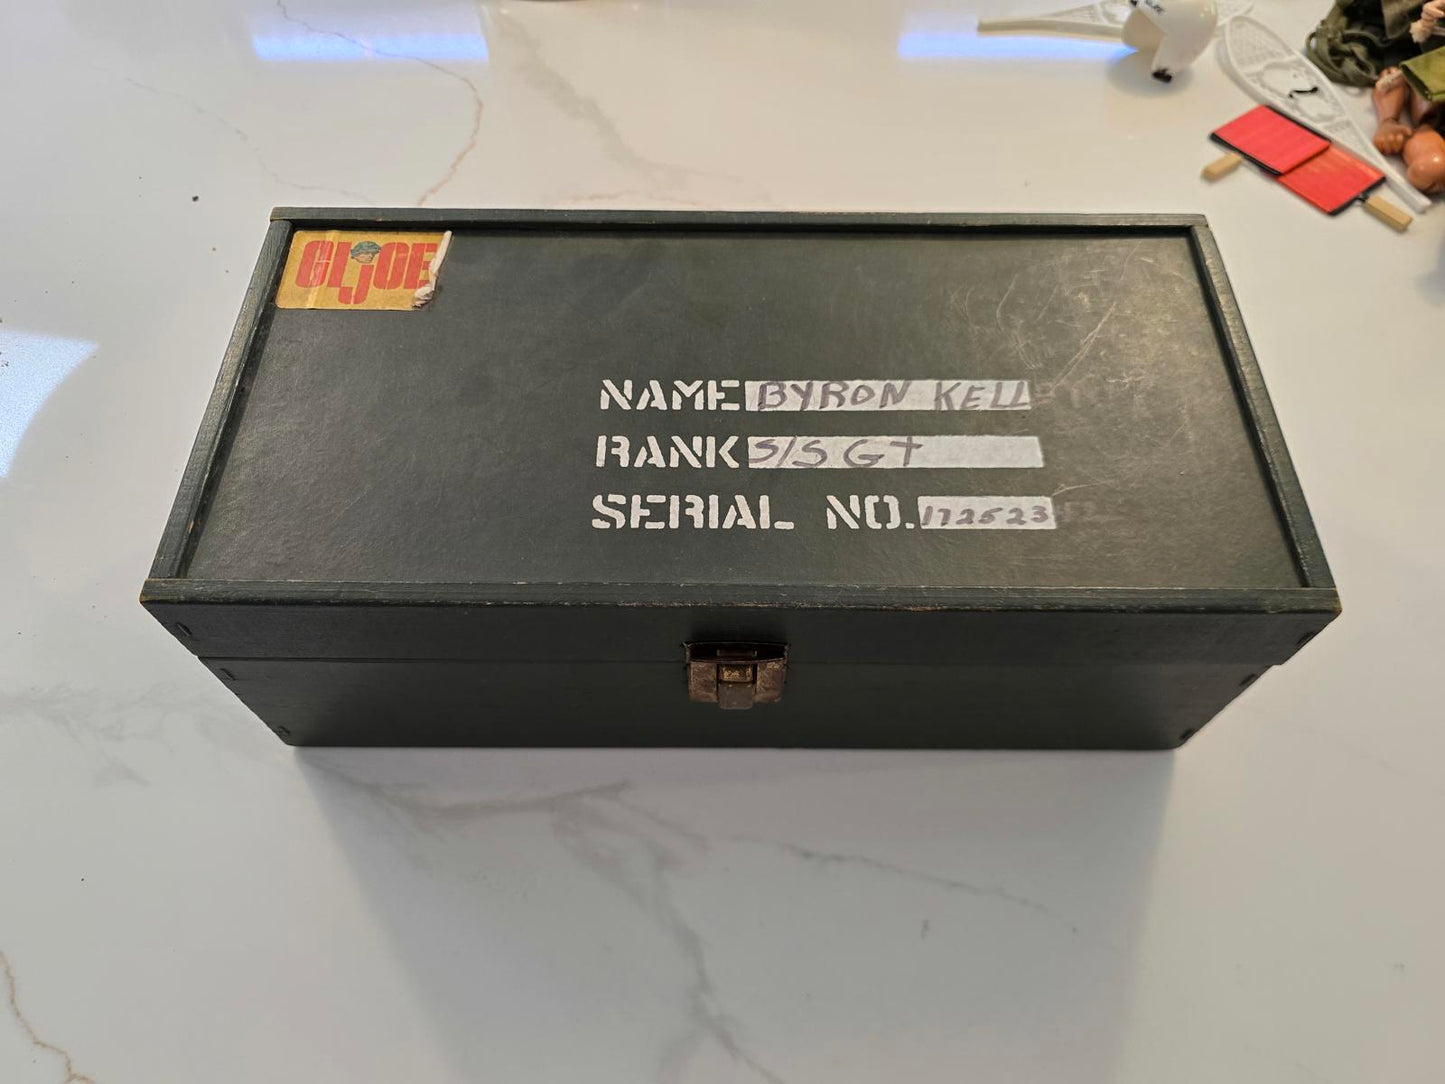 GI JOE
NAME BYRON KELL
RANK S/SGT
SERIAL NO. 172523